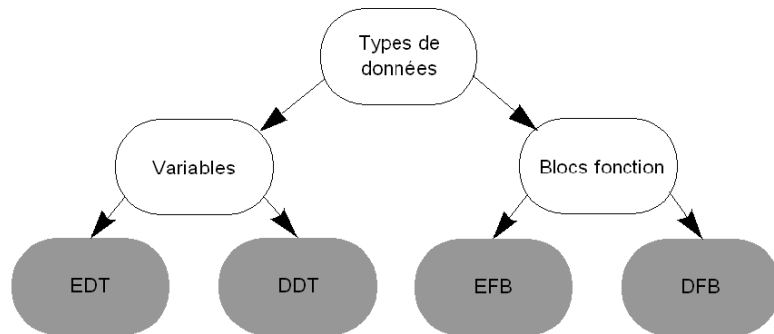 Types de
données
Variables
Blocs fonction
EDT
DDT
EFB
DFB